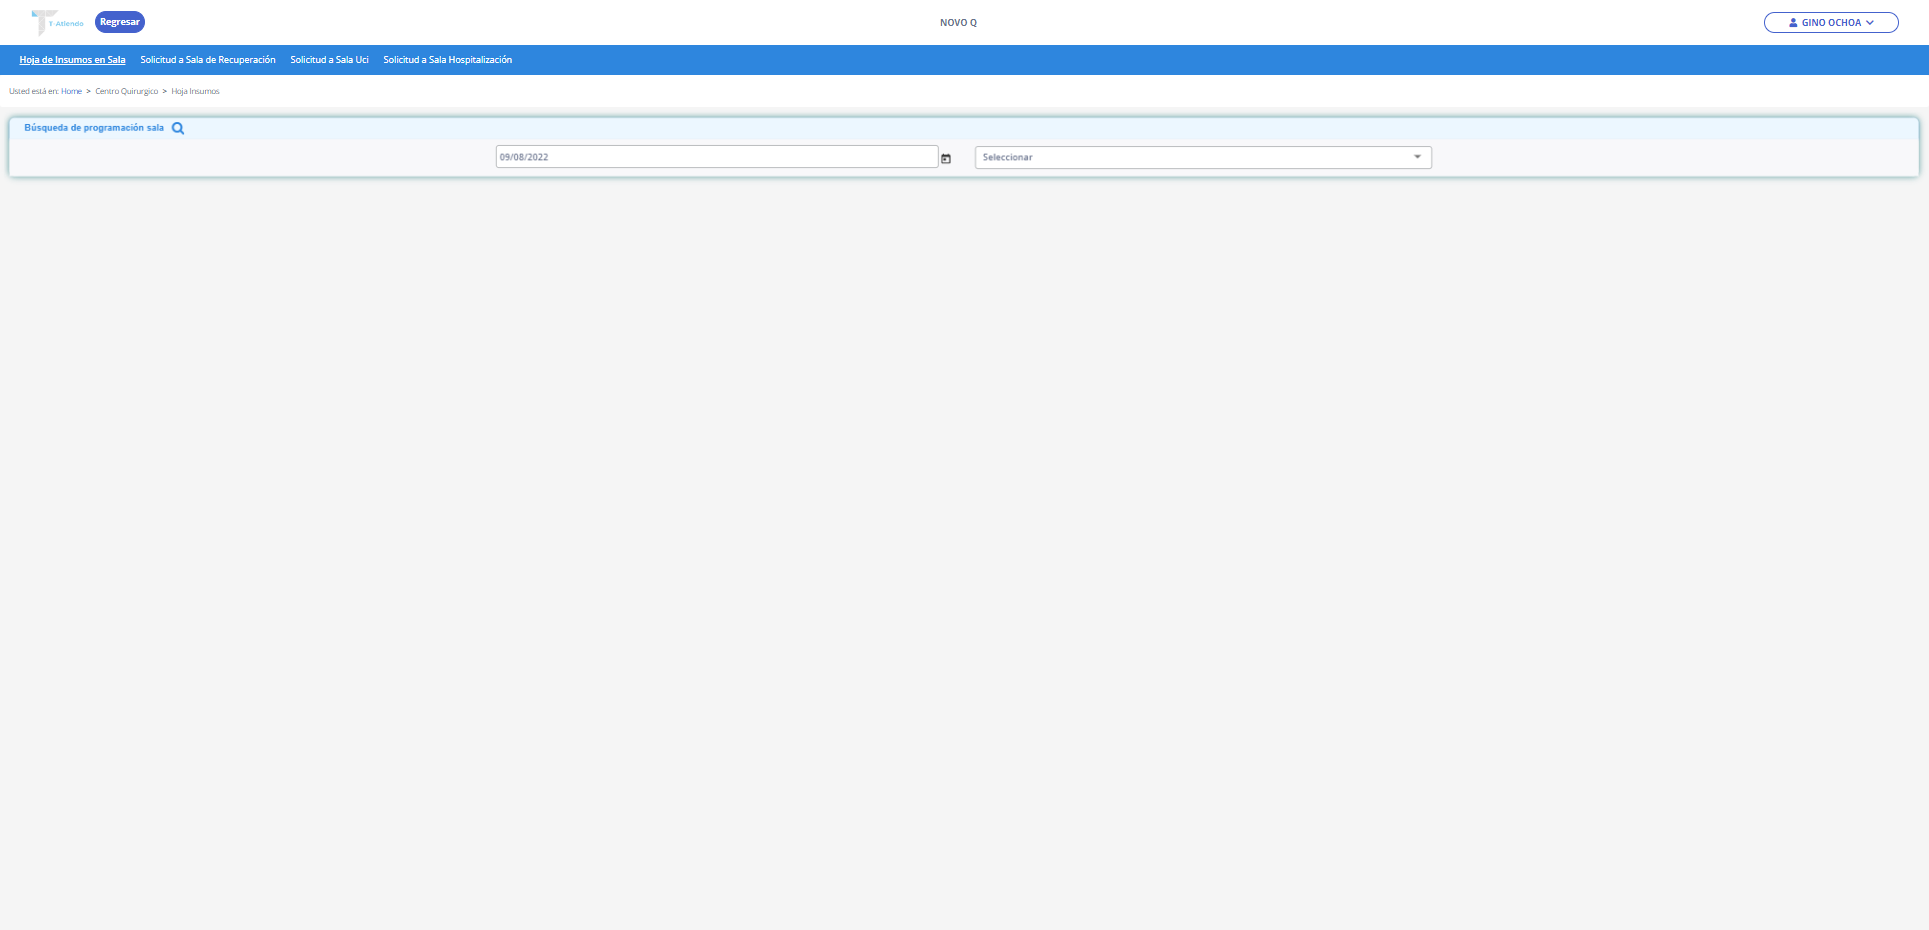 T-Atiendo
Regresar
NOVO Q
GINO OCHOA
Hoja de Insumos en Sala Solicitud a Sala de Recuperación Solicitud a Sala Uci Solicitud a Sala Hospitalización
Usted está en: Home > Centro Quirurgico > Hoja Insumos
Búsqueda de programación sala
09/08/2022
Seleccionar